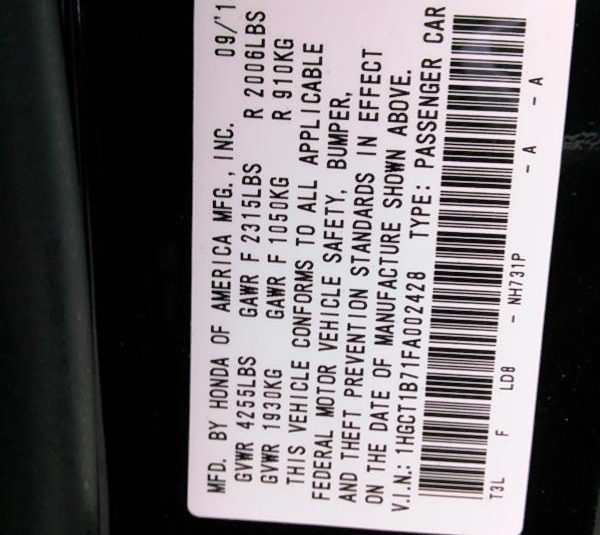 MFD. BY HONDA OF AMERICA MFG., INC. 09/'1
GVWR 4255LBS GAWR F 2315LBS R 2006LBS
GVWR 1930KG GAWR F 1050KG R 910KG
THIS VEHICLE CONFORMS TO ALL APPLICABLE
FEDERAL MOTOR VEHICLE SAFETY, BUMPER,
AND THEFT PREVENTION STANDARDS IN EFFECT
ON THE DATE OF MANUFACTURE SHOWN ABOVE.
V.I.N.: 1HGCT1B71FA002428 TYPE: PASSENGER CAR
T3L F LD8 - NH731P - A - A